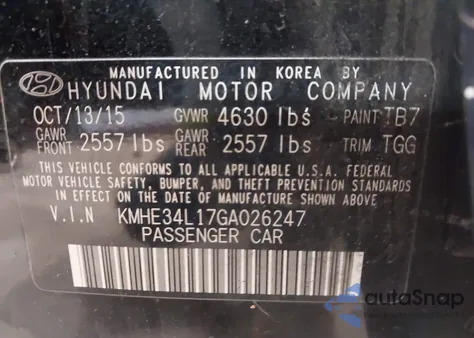 MANUFACTURED IN KOREA BY
HYUNDAI MOTOR COMPANY
OCT/13/15 GVWR 4630 lbs PAINT TB7
GAWR FRONT 2557 lbs GAWR REAR 2557 lbs TRIM TGG
THIS VEHICLE CONFORMS TO ALL APPLICABLE U.S.A. FEDERAL
MOTOR VEHICLE SAFETY, BUMPER, AND THEFT PREVENTION STANDARDS
IN EFFECT ON THE DATE OF MANUFACTURE SHOWN ABOVE.
V.I.N KMHE34L17GA026247
PASSENGER CAR
autoSnap